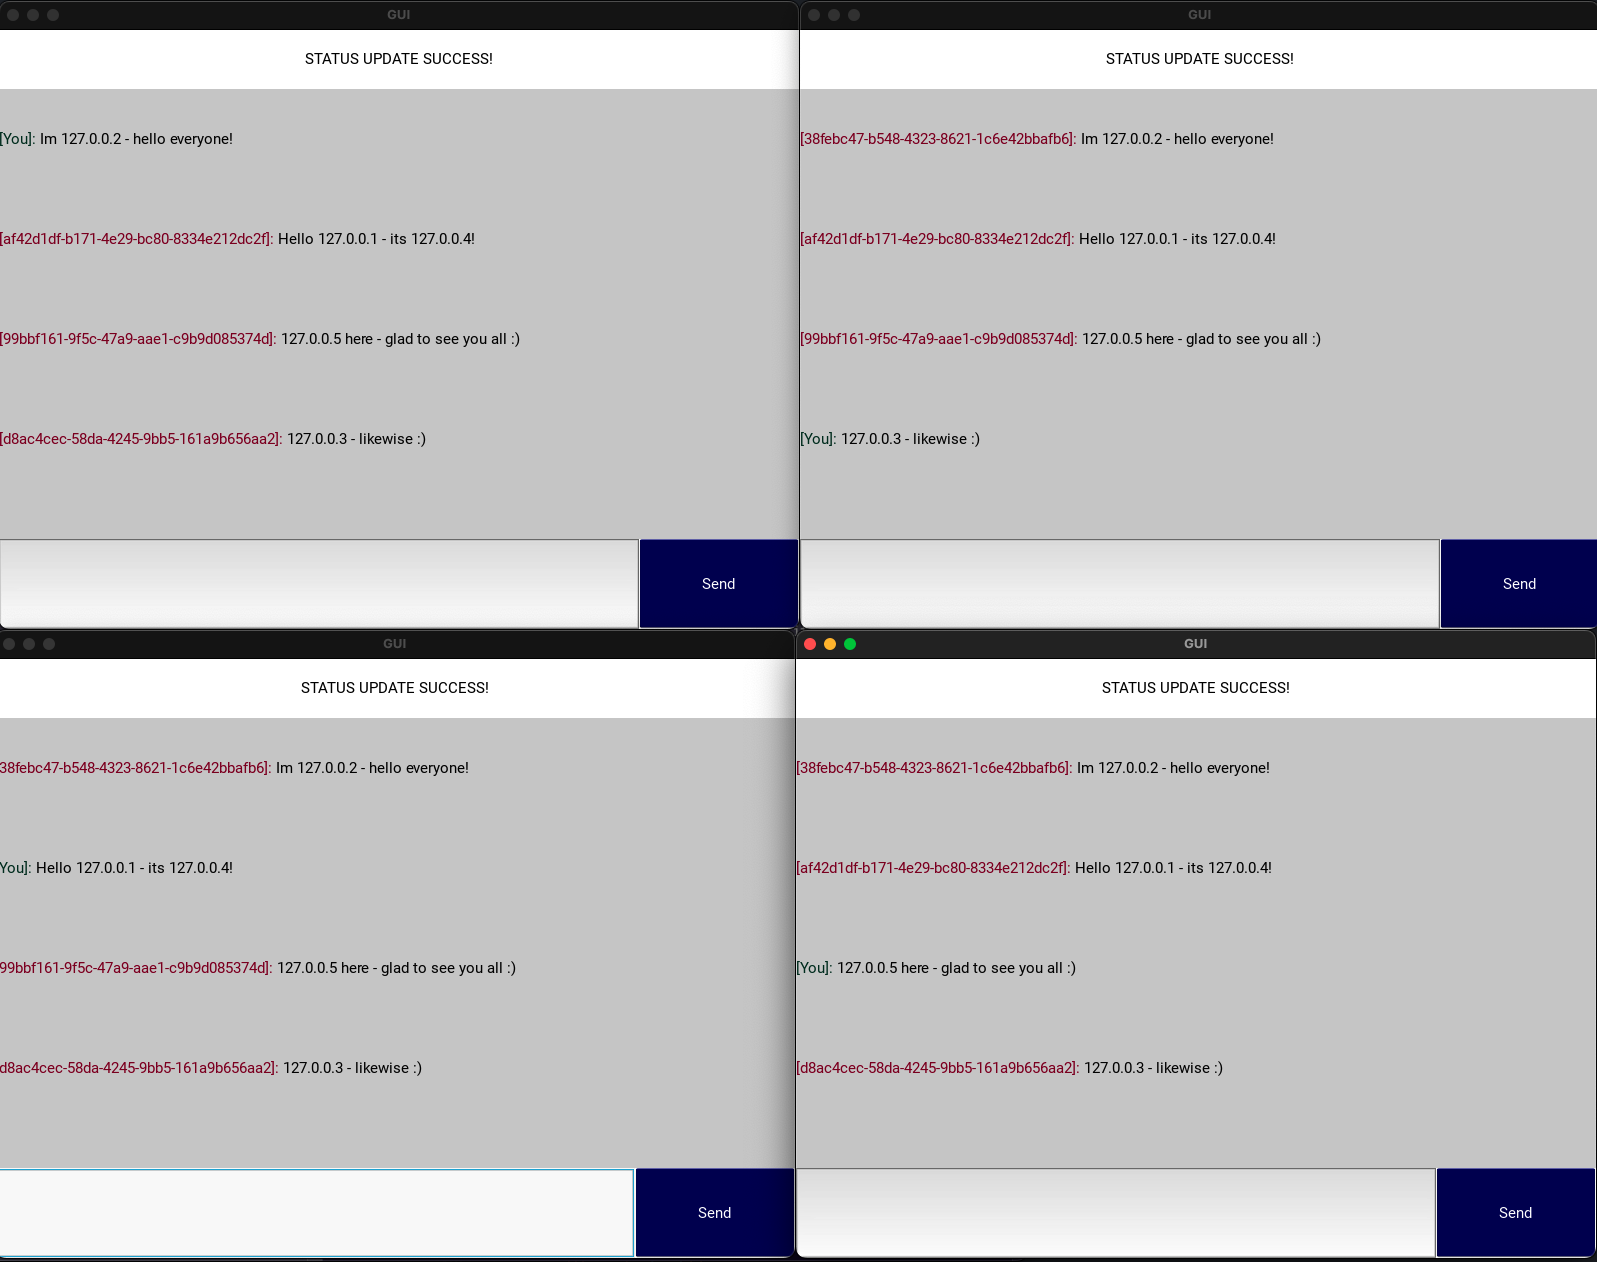 GUI
STATUS UPDATE SUCCESS!
[You]: Im 127.0.0.2 - hello everyone!
[af42d1df-b171-4e29-bc80-8334e212dc2f]: Hello 127.0.0.1 - its 127.0.0.4!
[99bbf161-9f5c-47a9-aae1-c9b9d085374d]: 127.0.0.5 here - glad to see you all :)
[d8ac4cec-58da-4245-9bb5-161a9b656aa2]: 127.0.0.3 - likewise :)
Send
GUI
STATUS UPDATE SUCCESS!
[38febc47-b548-4323-8621-1c6e42bbafb6]: Im 127.0.0.2 - hello everyone!
[af42d1df-b171-4e29-bc80-8334e212dc2f]: Hello 127.0.0.1 - its 127.0.0.4!
[99bbf161-9f5c-47a9-aae1-c9b9d085374d]: 127.0.0.5 here - glad to see you all :)
[You]: 127.0.0.3 - likewise :)
Send
GUI
STATUS UPDATE SUCCESS!
38febc47-b548-4323-8621-1c6e42bbafb6]: Im 127.0.0.2 - hello everyone!
You]: Hello 127.0.0.1 - its 127.0.0.4!
99bbf161-9f5c-47a9-aae1-c9b9d085374d]: 127.0.0.5 here - glad to see you all :)
d8ac4cec-58da-4245-9bb5-161a9b656aa2]: 127.0.0.3 - likewise :)
Send
GUI
STATUS UPDATE SUCCESS!
[38febc47-b548-4323-8621-1c6e42bbafb6]: Im 127.0.0.2 - hello everyone!
[af42d1df-b171-4e29-bc80-8334e212dc2f]: Hello 127.0.0.1 - its 127.0.0.4!
[You]: 127.0.0.5 here - glad to see you all :)
[d8ac4cec-58da-4245-9bb5-161a9b656aa2]: 127.0.0.3 - likewise :)
Send